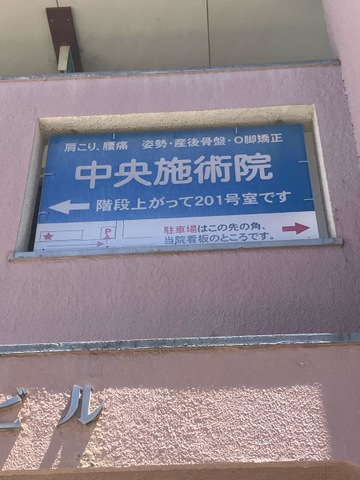 肩こり、腰痛 姿勢・産後骨盤・O脚矯正
中央施術院
階段上がって201号室です
P
駐車場はこの先の角、
当院看板のところです。
ビル